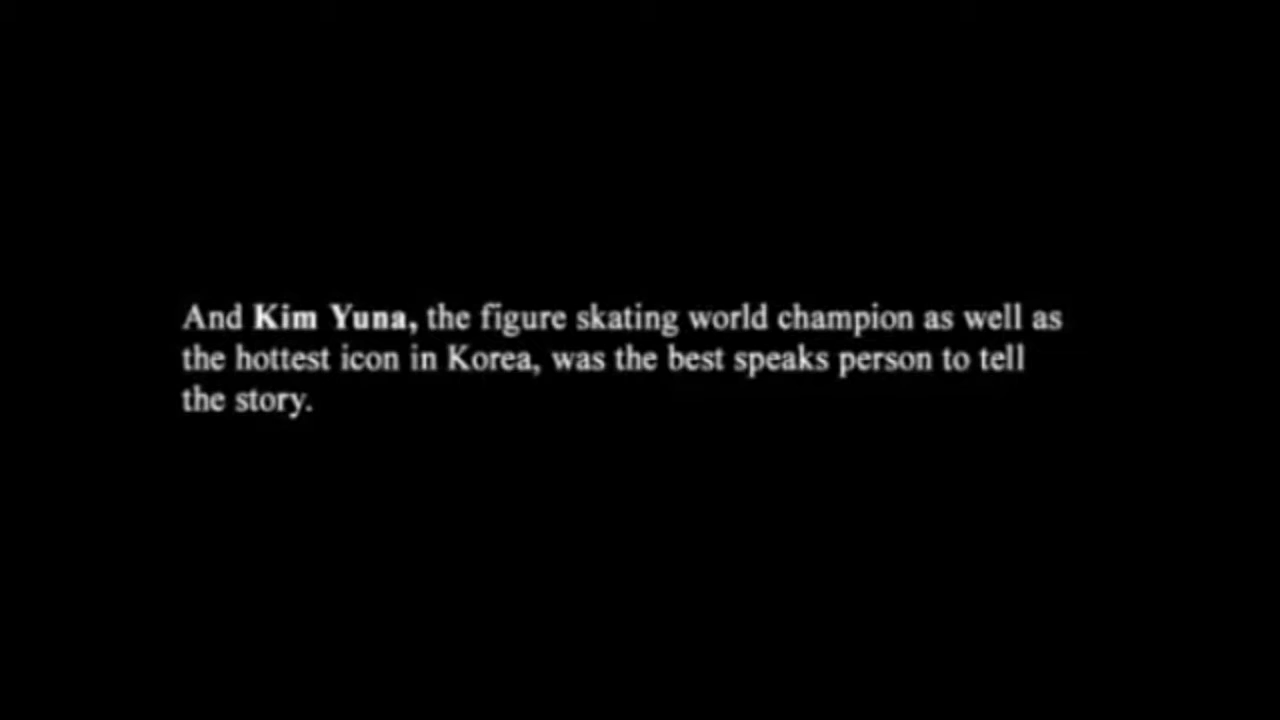 And Kim Yuna, the figure skating world champion as well as
the hottest icon in Korea, was the best speaks person to tell
the story.